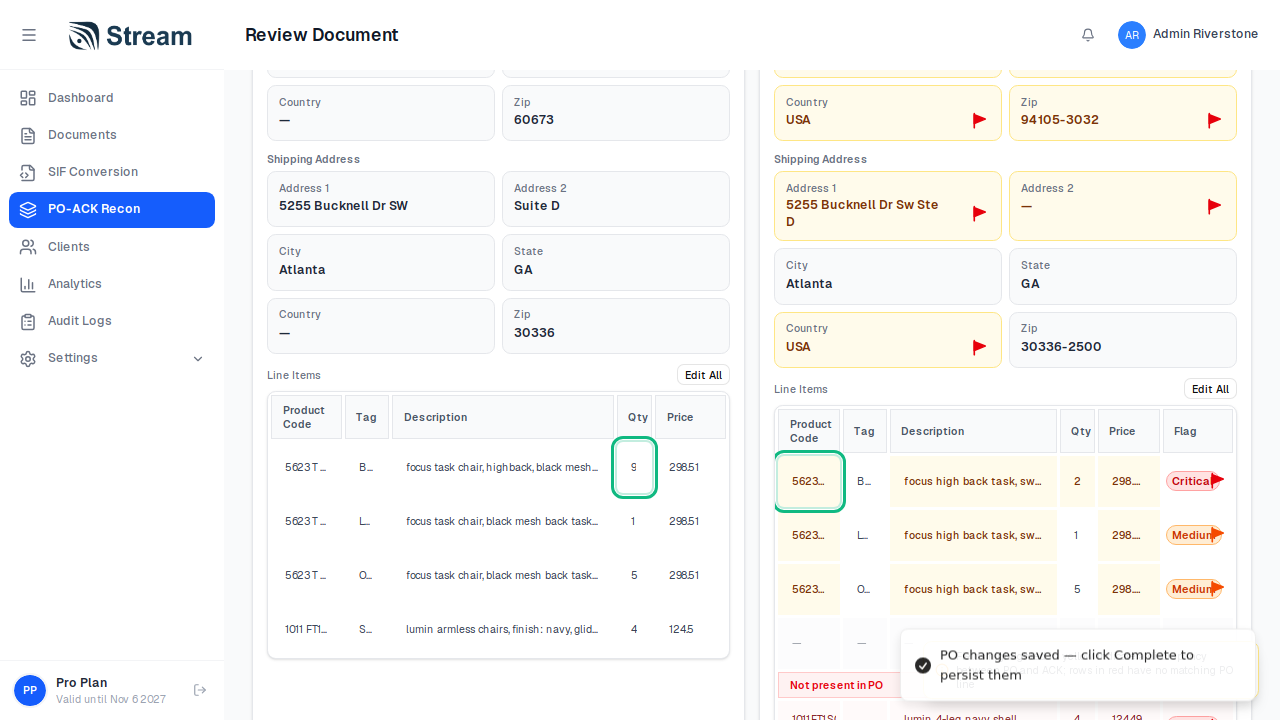 Stream
Review Document
AR
Admin Riverstone
Dashboard
Documents
SIF Conversion
PO-ACK Recon
Clients
Analytics
Audit Logs
Settings
PP
Pro Plan
Valid until Nov 6 2027
Country
—
Zip
60673
Shipping Address
Address 1
5255 Bucknell Dr SW
Address 2
Suite D
City
Atlanta
State
GA
Country
—
Zip
30336
Line Items
Edit All
Product Code Tag Description Qty Price
5623 T ... B... focus task chair, highback, black mesh... 9 298.51
5623 T ... L... focus task chair, black mesh back task... 1 298.51
5623 T ... O... focus task chair, black mesh back task... 5 298.51
1011 FT1... S... lumin armless chairs, finish: navy, glid... 4 124.5
Country
USA
Zip
94105-3032
Shipping Address
Address 1
5255 Bucknell Dr Sw Ste
D
Address 2
—
City
Atlanta
State
GA
Country
USA
Zip
30336-2500
Line Items
Edit All
Product Code Tag Description Qty Price Flag
5623... B... focus high back task, sw... 2 298.... Critical
5623... L... focus high back task, sw... 1 298.... Medium
5623... O... focus high back task, sw... 5 298.... Medium
— —
Not present in PO
lumin, 4-leg, navy shell 4 124.49
PO changes saved — click Complete to
persist them